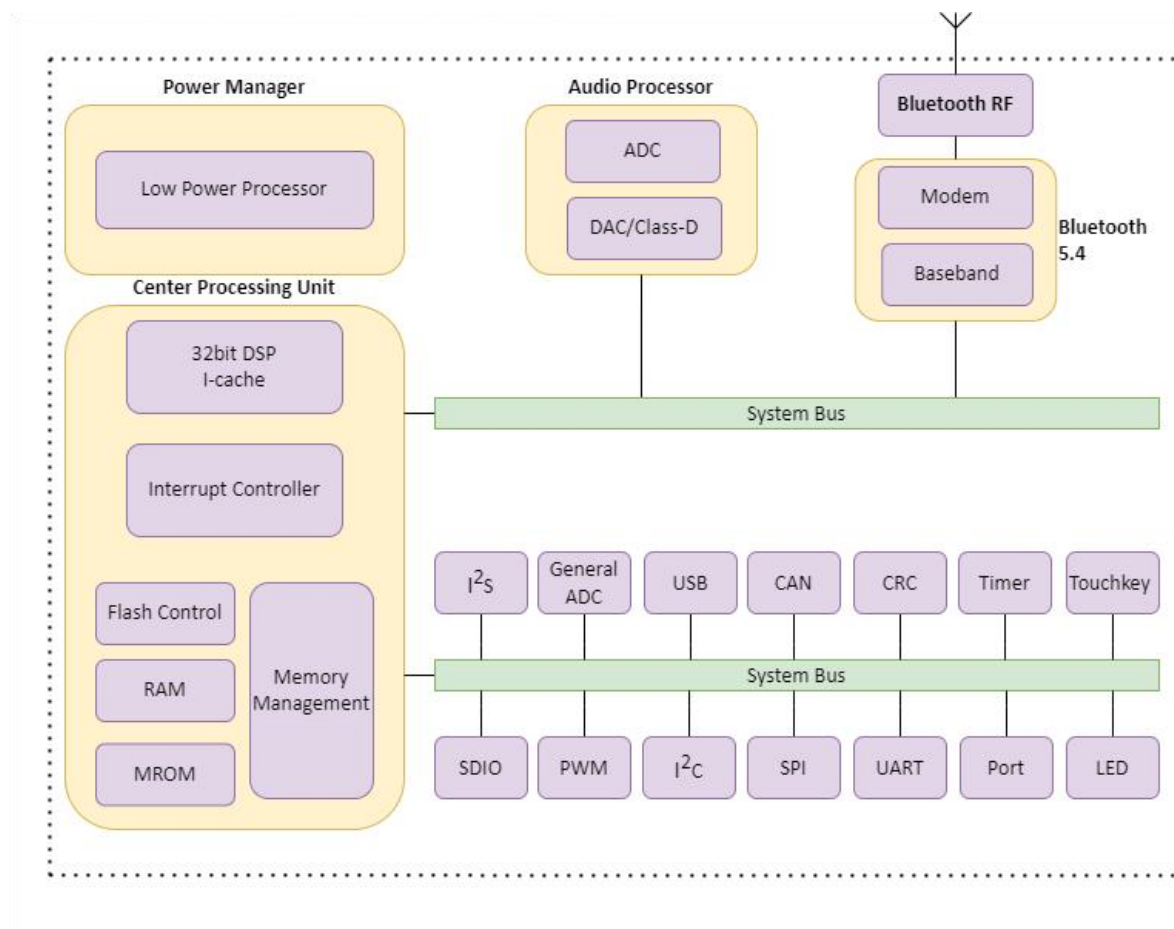 Power Manager
Low Power Processor
Center Processing Unit
32bit DSP
I-cache
Interrupt Controller
Flash Control
RAM
MROM
Memory
Management
Audio Processor
ADC
DAC/Class-D
Bluetooth RF
Modem
Baseband
Bluetooth
5.4
System Bus
I²S
General
ADC
USB
CAN
CRC
Timer
Touchkey
System Bus
SDIO
PWM
I²C
SPI
UART
Port
LED